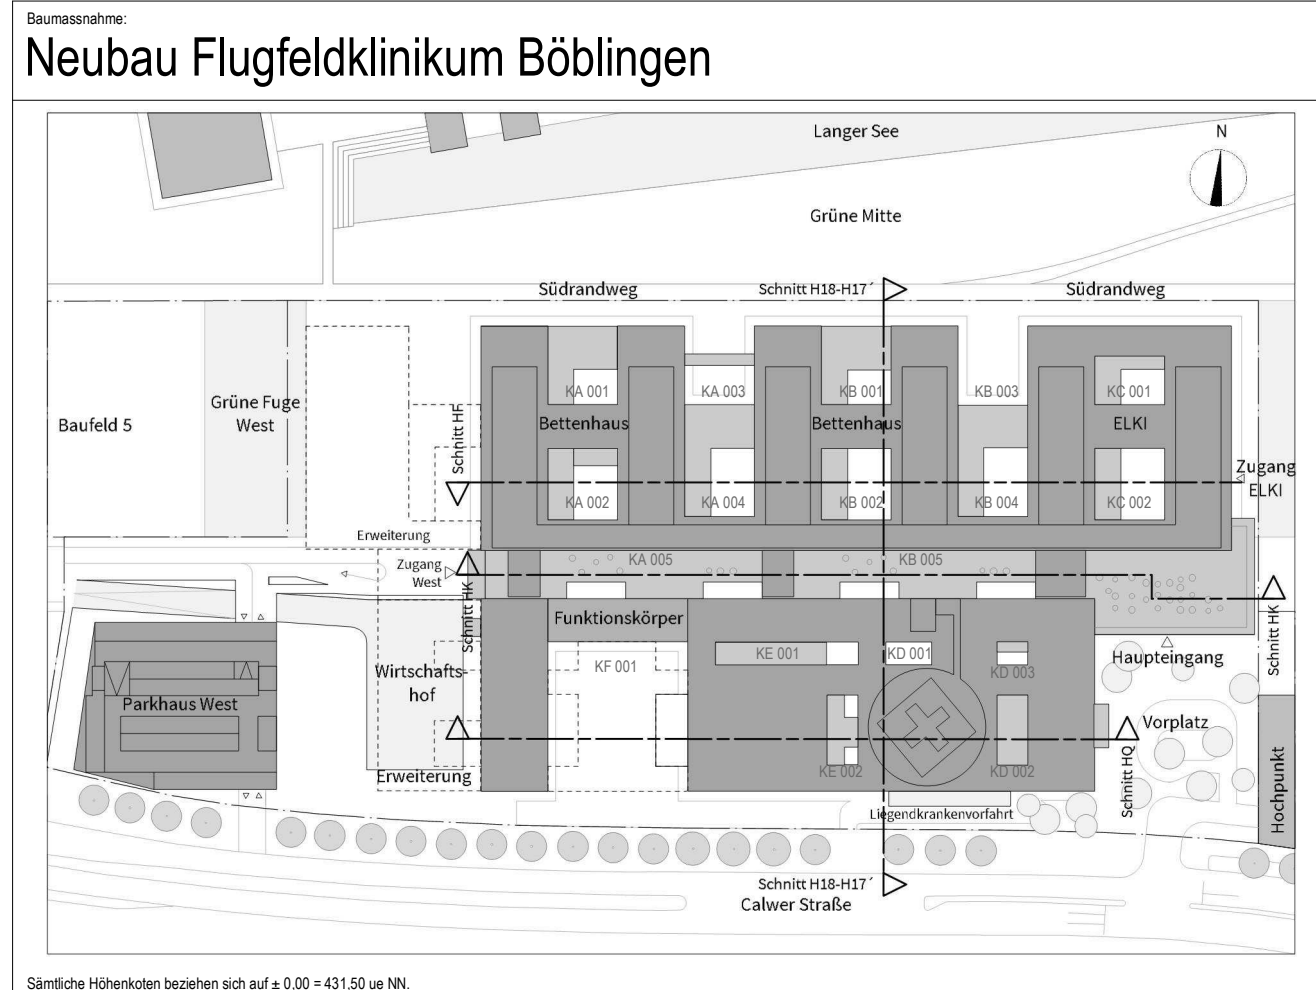 Baumassnahme:
Neubau Flugfeldklinikum Böblingen
Langer See
N
Grüne Mitte
Südrandweg
Schnitt H18-H17´
Südrandweg
KA 001
KA 003
KB 001
KB 003
KC 001
Grüne Fuge
West
Baufeld 5
Schnitt HF
Bettenhaus
Bettenhaus
ELKI
Zugang
ELKI
KA 002
KA 004
KB 002
KB 004
KC 002
Erweiterung
Zugang
West
KA 005
KB 005
Schnitt HK
Funktionskörper
Schnitt HK
KE 001
KD 001
Haupteingang
KF 001
KD 003
Wirtschafts-
hof
Parkhaus West
Vorplatz
Erweiterung
KE 002
KD 002
Schnitt HQ
Hochpunkt
Liegendkrankenvorfahrt
Schnitt H18-H17´
Calwer Straße
Sämtliche Höhenkoten beziehen sich auf ± 0,00 = 431,50 ue NN.